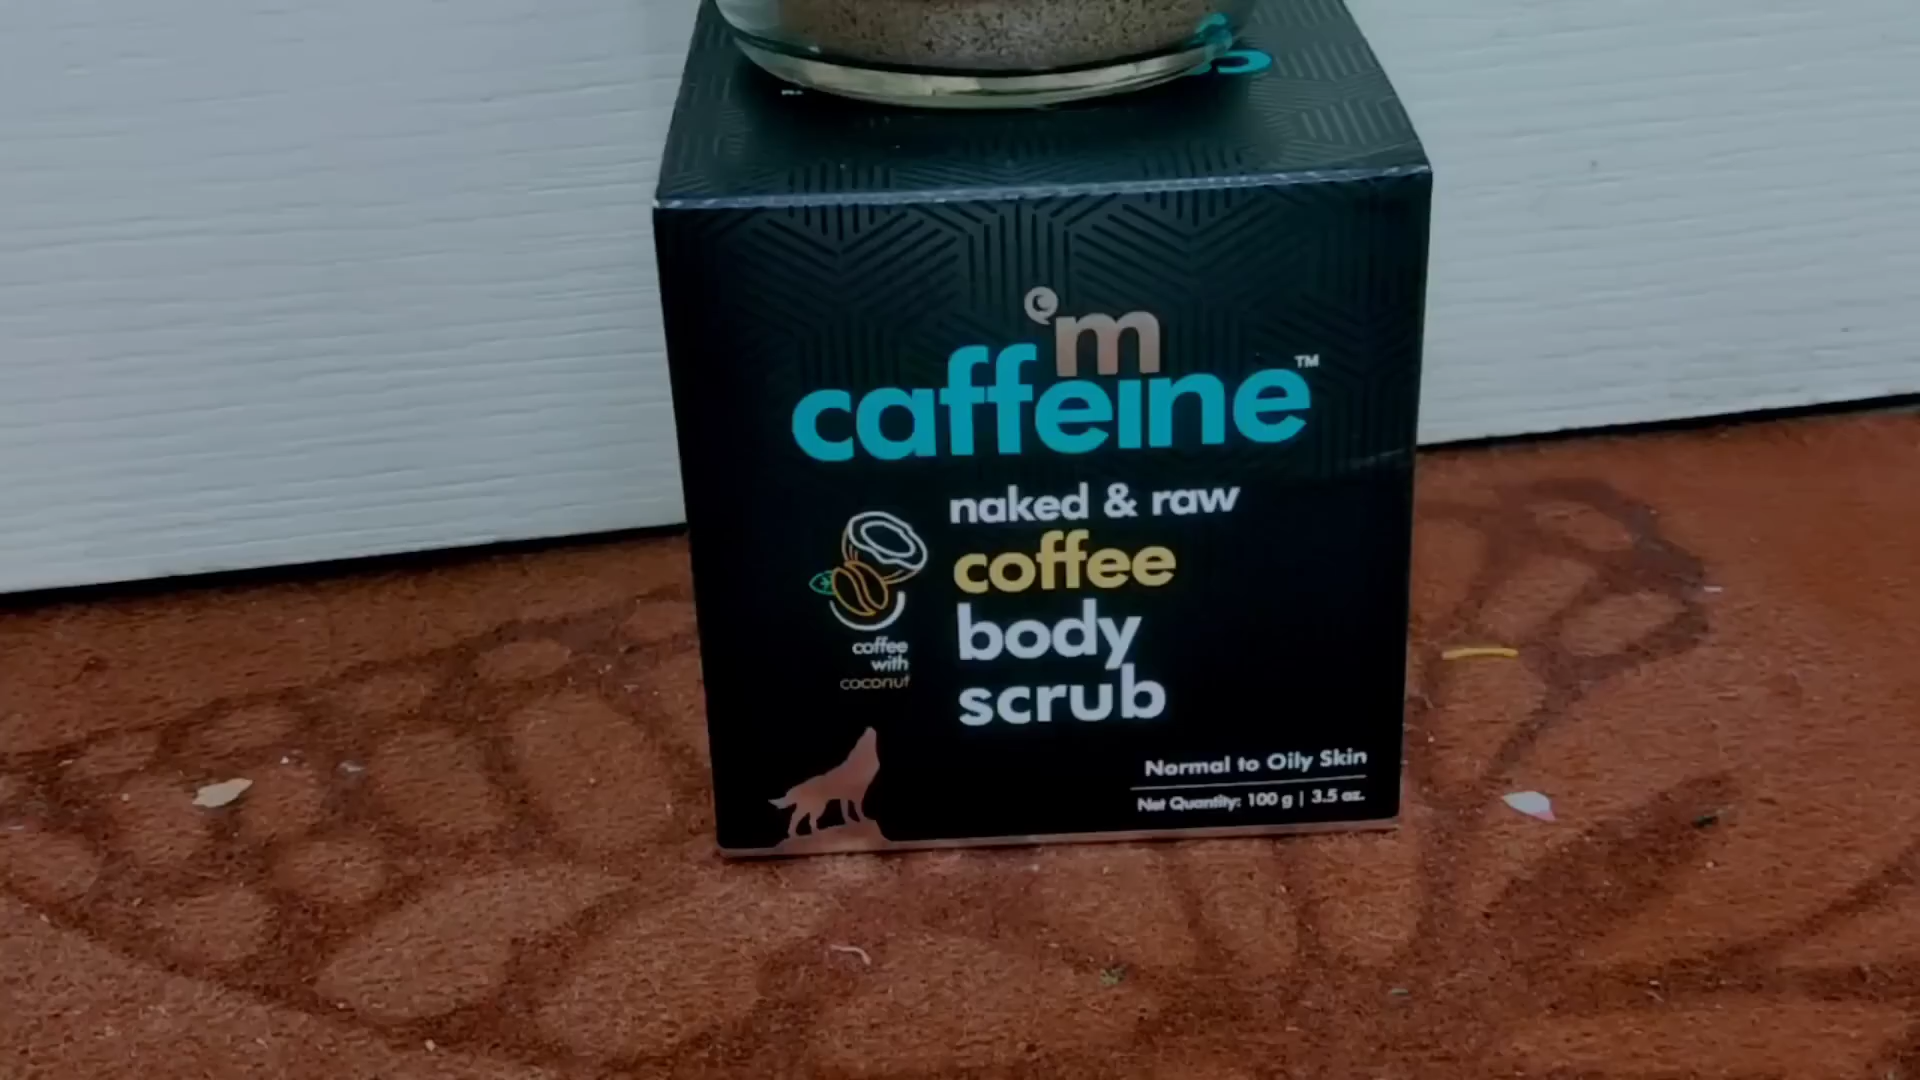 'm
caffeine™
naked & raw
coffee
body
scrub
coffee
with
coconut
Normal to Oily Skin
Net Quantity: 100 g | 3.5 oz.